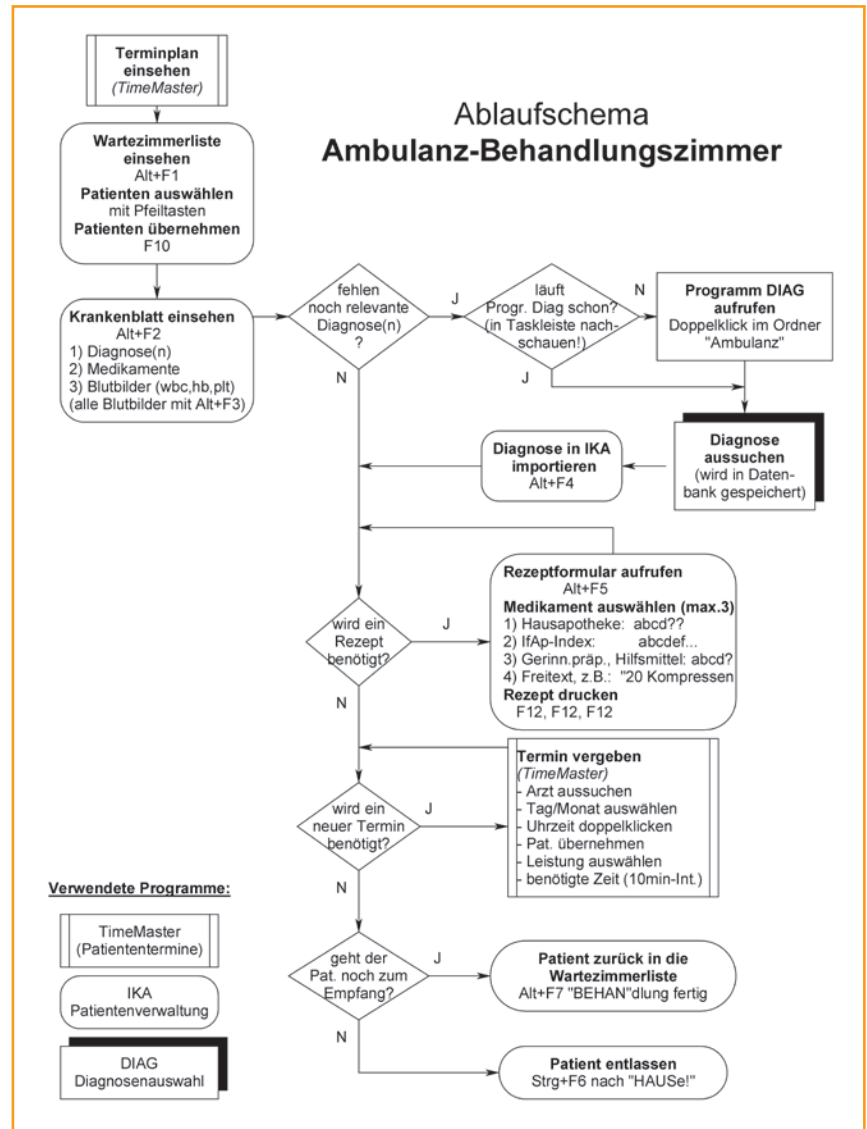 Terminplan
einsehen
(TimeMaster)
Ablaufschema
Ambulanz-Behandlungszimmer
Wartezimmerliste
einsehen
Alt+F1
Patienten auswählen
mit Pfeiltasten
Patienten übernehmen
F10
Krankenblatt einsehen
Alt+F2
1) Diagnose(n)
2) Medikamente
3) Blutbilder (wbc,hb,plt)
(alle Blutbilder mit Alt+F3)
fehlen
noch relevante
Diagnose(n)
?
J
N
läuft
Progr. Diag schon?
(in Taskleiste nach-
schauen!)
N
J
Programm DIAG
aufrufen
Doppelklick im Ordner
"Ambulanz"
Diagnose
aussuchen
(wird in Daten-
bank gespeichert)
Diagnose in IKA
importieren
Alt+F4
wird ein
Rezept
benötigt?
J
N
Rezeptformular aufrufen
Alt+F5
Medikament auswählen (max.3)
1) Hausapotheke: abcd??
2) IfAp-Index: abcdef...
3) Gerinn.präp., Hilfsmittel: abcd?
4) Freitext, z.B.: "20 Kompressen
Rezept drucken
F12, F12, F12
wird ein
neuer Termin
benötigt?
J
N
Termin vergeben
(TimeMaster)
- Arzt aussuchen
- Tag/Monat auswählen
- Uhrzeit doppelklicken
- Pat. übernehmen
- Leistung auswählen
- benötigte Zeit (10min-Int.)
geht der
Pat. noch zum
Empfang?
J
N
Patient zurück in die
Wartezimmerliste
Alt+F7 "BEHAN"dlung fertig
Patient entlassen
Strg+F6 nach "HAUSe!"
Verwendete Programme:
TimeMaster
(Patiententermine)
IKA
Patientenverwaltung
DIAG
Diagnosenauswahl